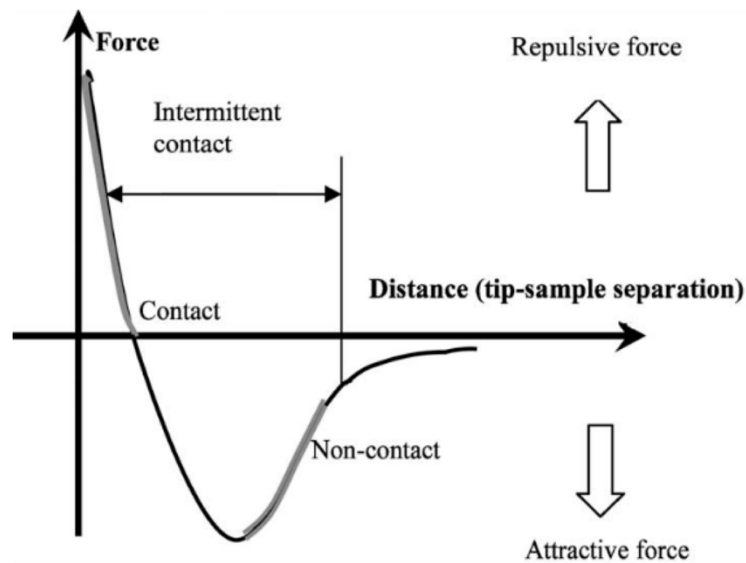 Force
Repulsive force
Intermittent
contact
Distance (tip-sample separation)
Contact
Non-contact
Attractive force